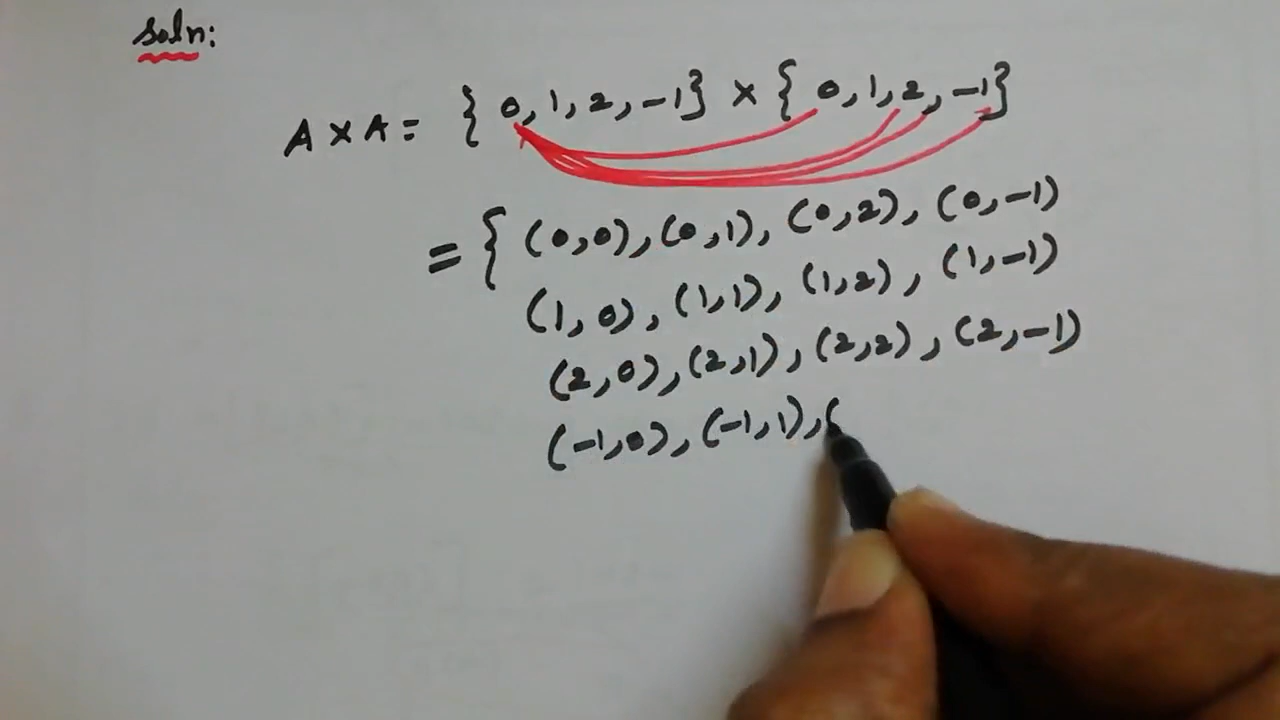 Soln:
A × A = { 0, 1, 2, -1} × { 0, 1, 2, -1}
= { (0,0), (0,1), (0,2), (0,-1)
(1,0), (1,1), (1,2), (1,-1)
(2,0), (2,1), (2,2), (2,-1)
(-1,0), (-1,1), (